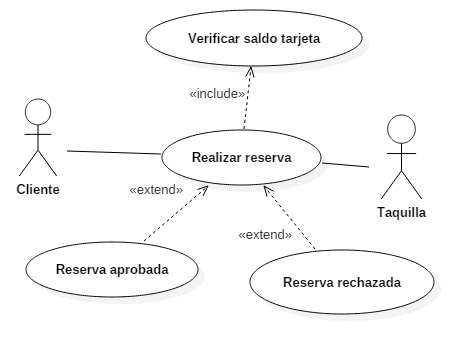 Verificar saldo tarjeta
«include»
Realizar reserva
Cliente
«extend»
Taquilla
«extend»
Reserva aprobada
Reserva rechazada